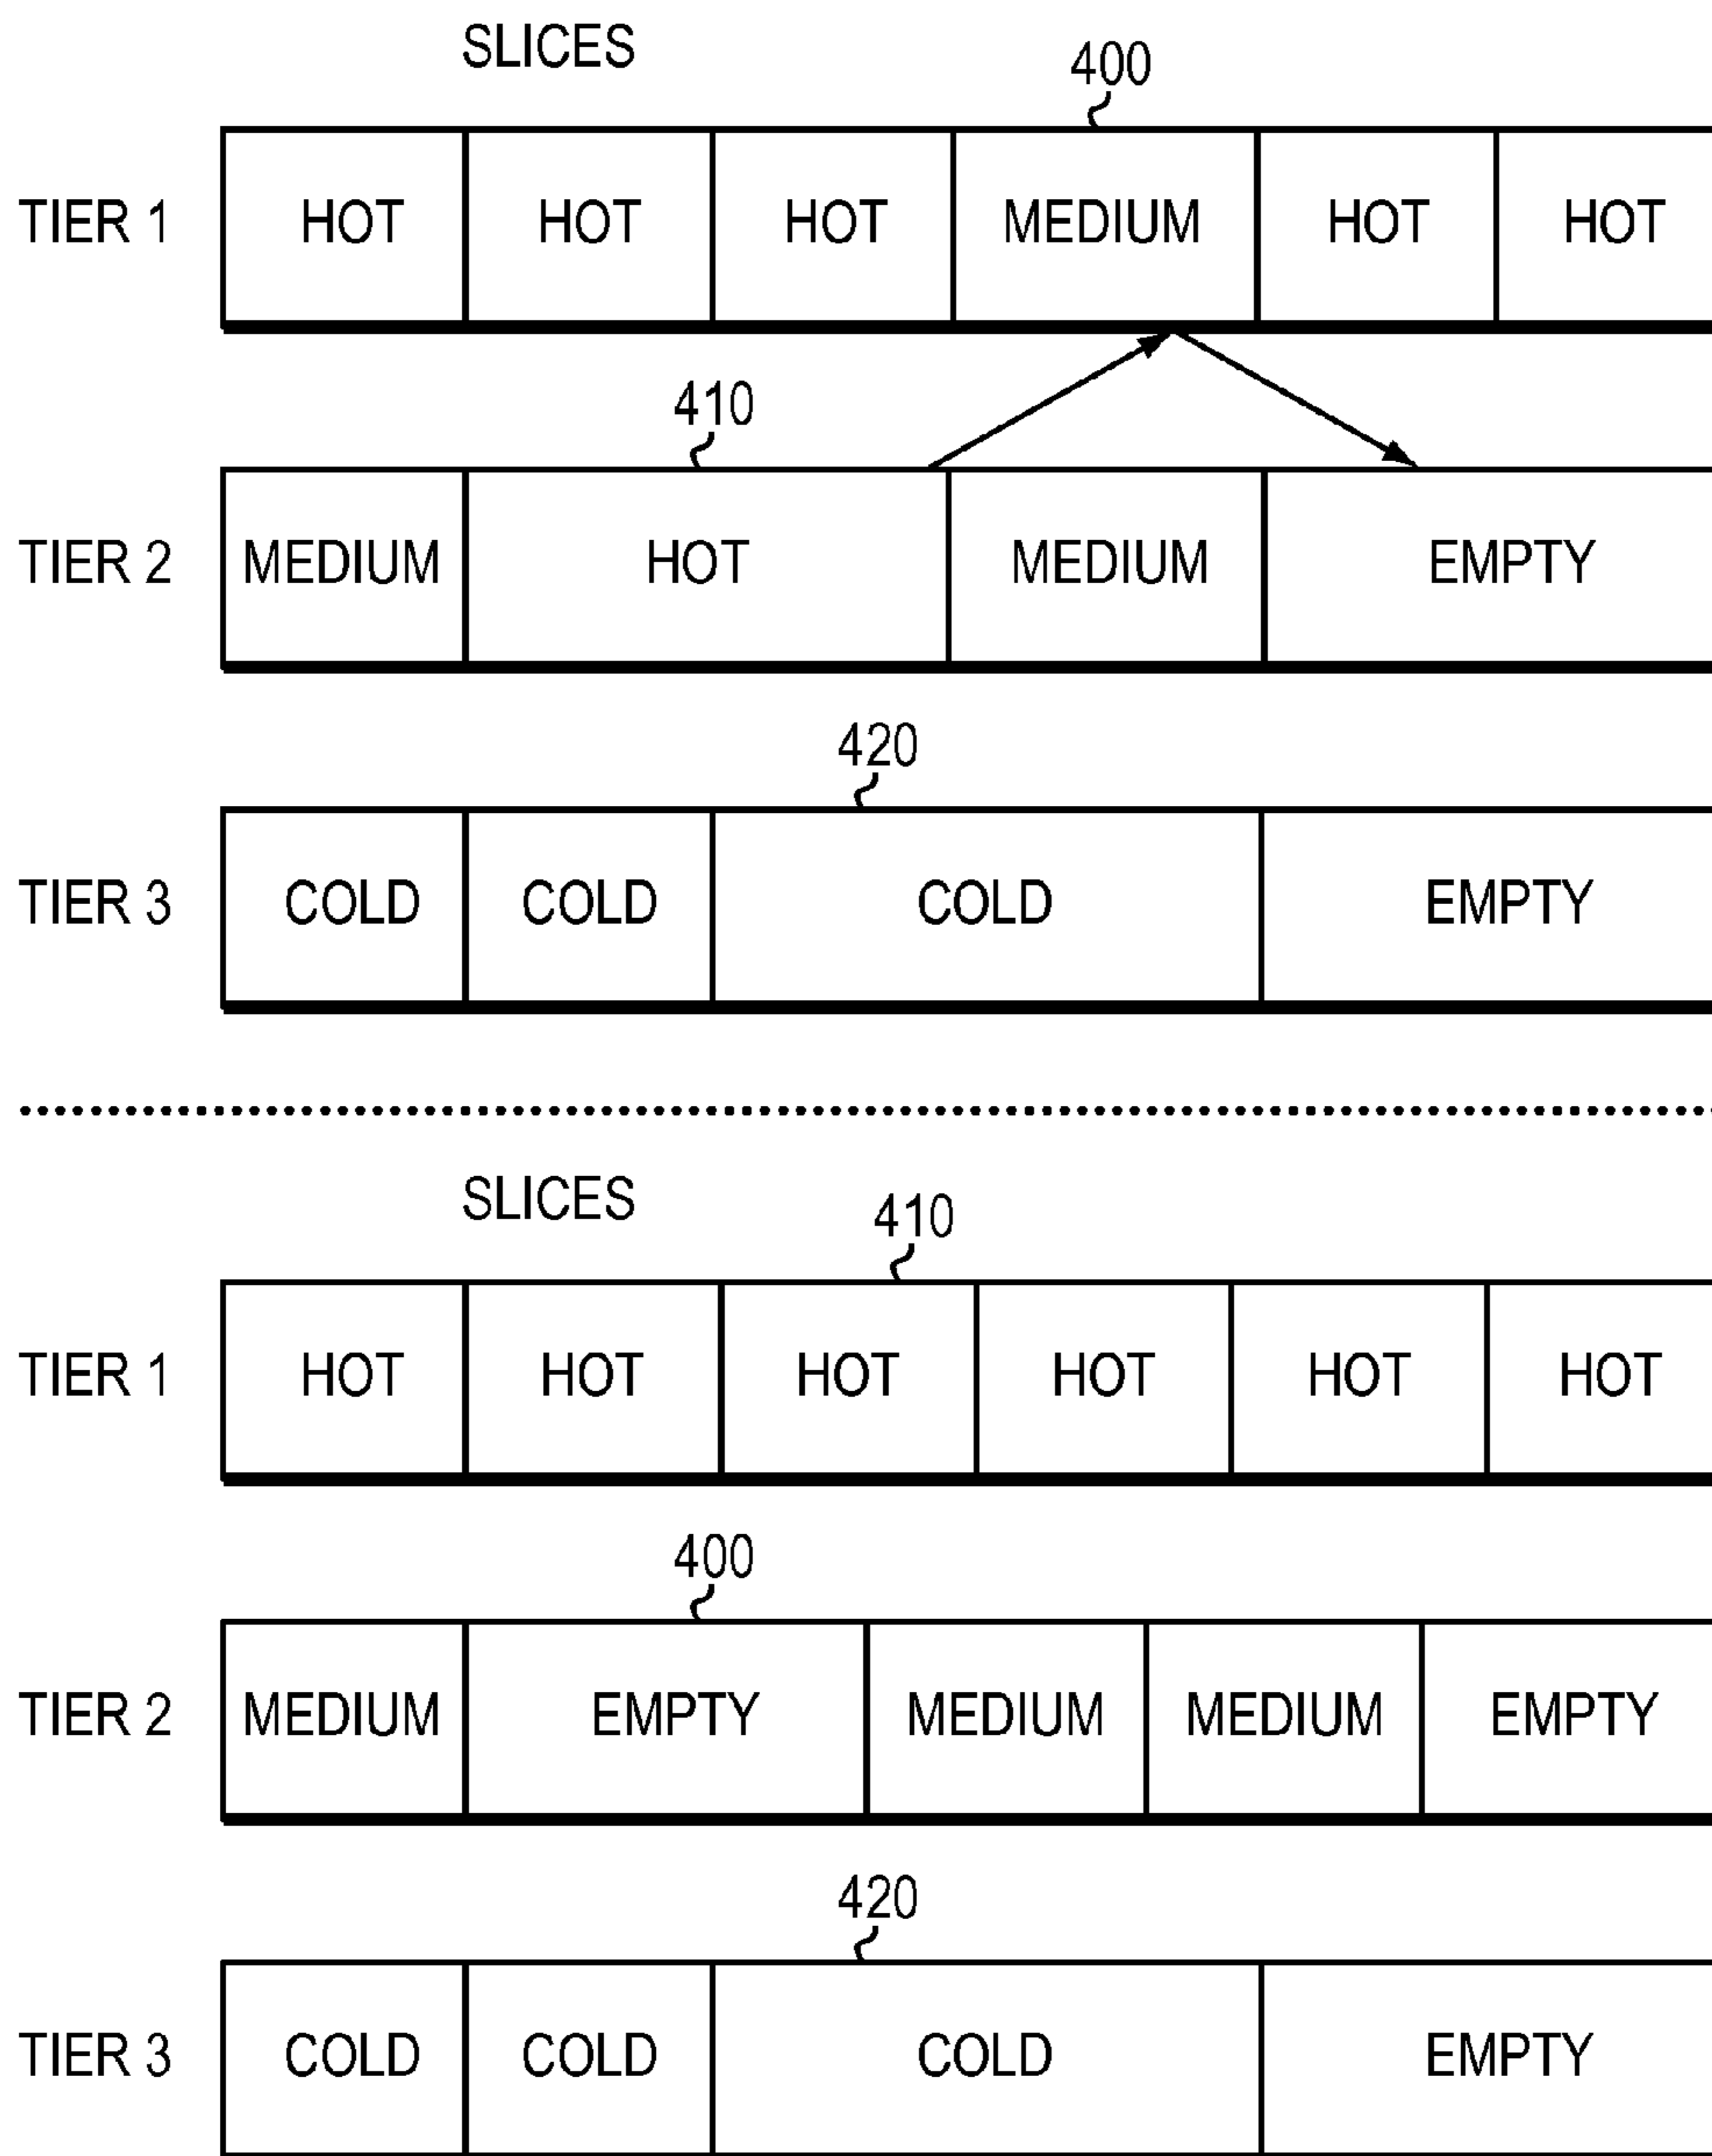 SLICES
400
TIER 1 HOT HOT HOT MEDIUM HOT HOT
410
TIER 2 MEDIUM HOT MEDIUM EMPTY
420
TIER 3 COLD COLD COLD EMPTY
SLICES
410
TIER 1 HOT HOT HOT HOT HOT HOT
400
TIER 2 MEDIUM EMPTY MEDIUM MEDIUM EMPTY
420
TIER 3 COLD COLD COLD EMPTY